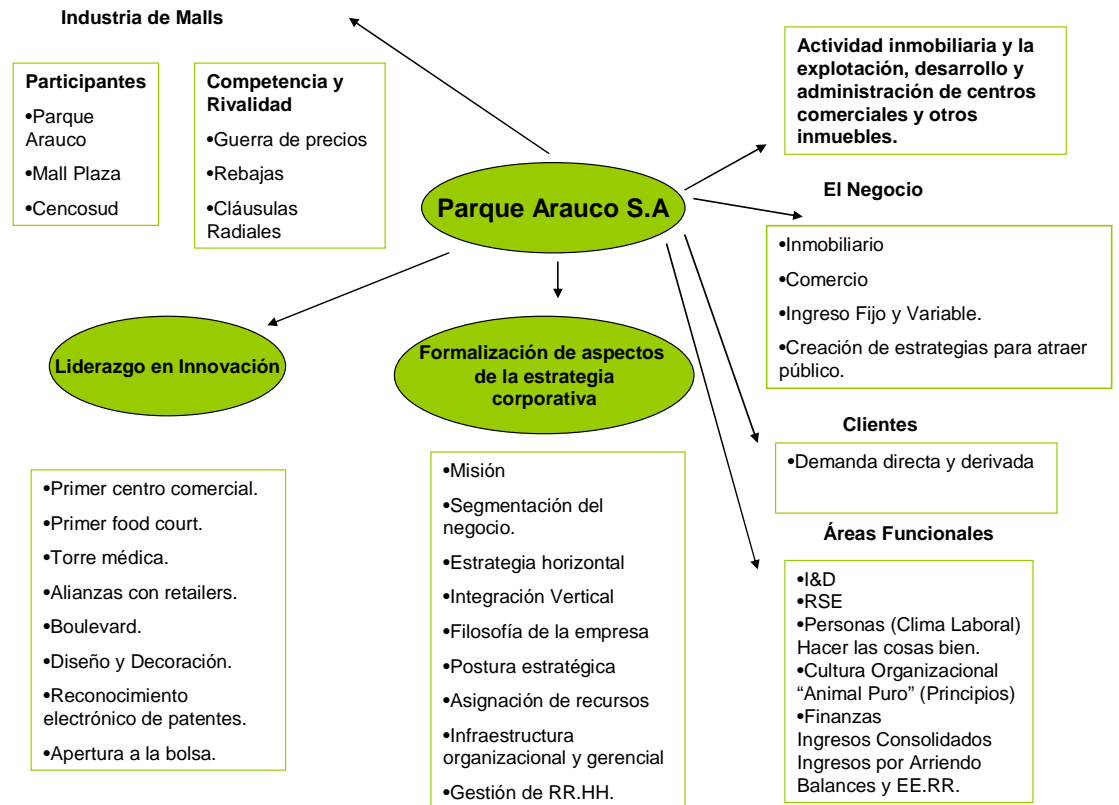 Industria de Malls
Participantes
•Parque
Arauco
•Mall Plaza
•Cencosud
Competencia y
Rivalidad
•Guerra de precios
•Rebajas
•Cláusulas
Radiales
Actividad inmobiliaria y la
explotación, desarrollo y
administración de centros
comerciales y otros
inmuebles.
Parque Arauco S.A
El Negocio
•Inmobiliario
•Comercio
•Ingreso Fijo y Variable.
•Creación de estrategias para atraer
público.
Liderazgo en Innovación
Formalización de aspectos
de la estrategia
corporativa
Clientes
•Demanda directa y derivada
•Primer centro comercial.
•Primer food court.
•Torre médica.
•Alianzas con retailers.
•Boulevard.
•Diseño y Decoración.
•Reconocimiento
electrónico de patentes.
•Apertura a la bolsa.
•Misión
•Segmentación del
negocio.
•Estrategia horizontal
•Integración Vertical
•Filosofía de la empresa
•Postura estratégica
•Asignación de recursos
•Infraestructura
organizacional y gerencial
•Gestión de RR.HH.
Áreas Funcionales
•I&D
•RSE
•Personas (Clima Laboral)
Hacer las cosas bien.
•Cultura Organizacional
“Animal Puro” (Principios)
•Finanzas
Ingresos Consolidados
Ingresos por Arriendo
Balances y EE.RR.